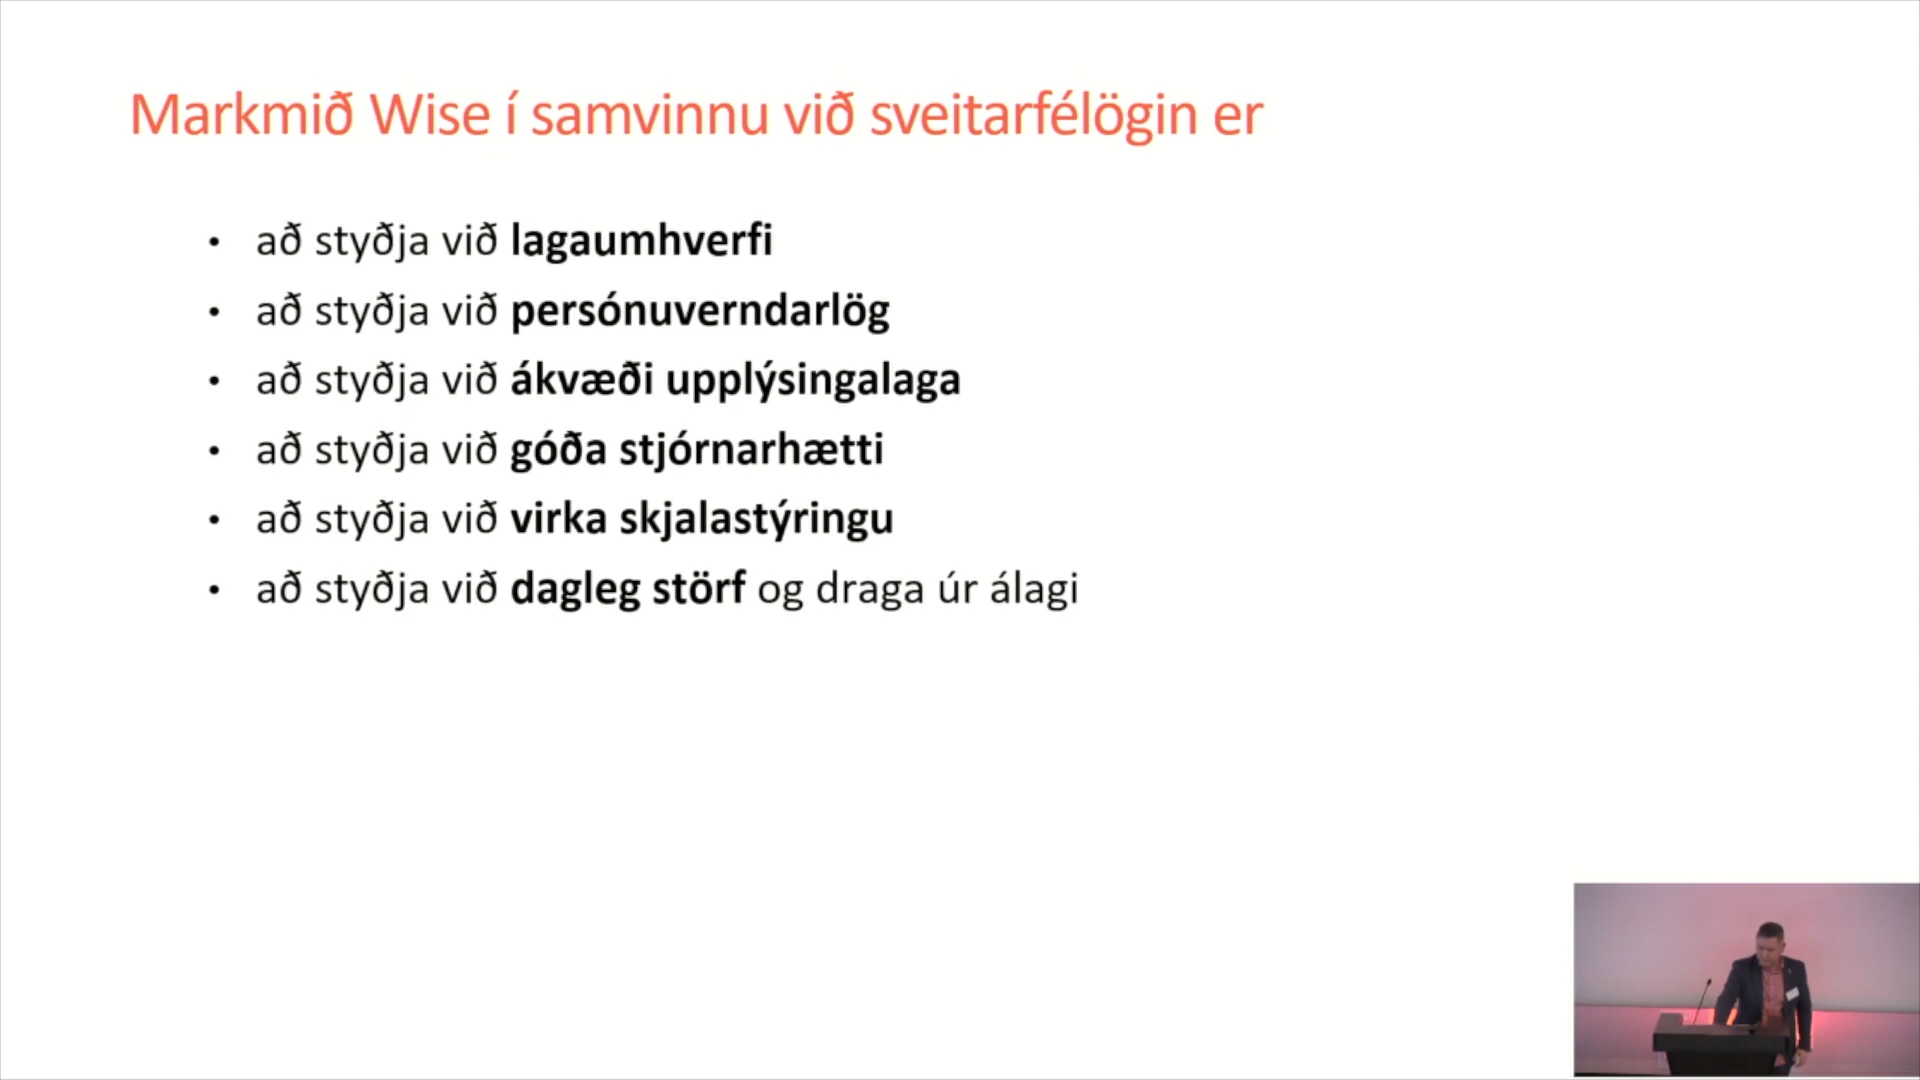 Markmið Wise í samvinnu við sveitarfélögin er
• að styðja við lagaumhverfi
• að styðja við persónuverndarlög
• að styðja við ákvæði upplýsingalaga
• að styðja við góða stjórnarhætti
• að styðja við virka skjalastýringu
• að styðja við dagleg störf og draga úr álagi